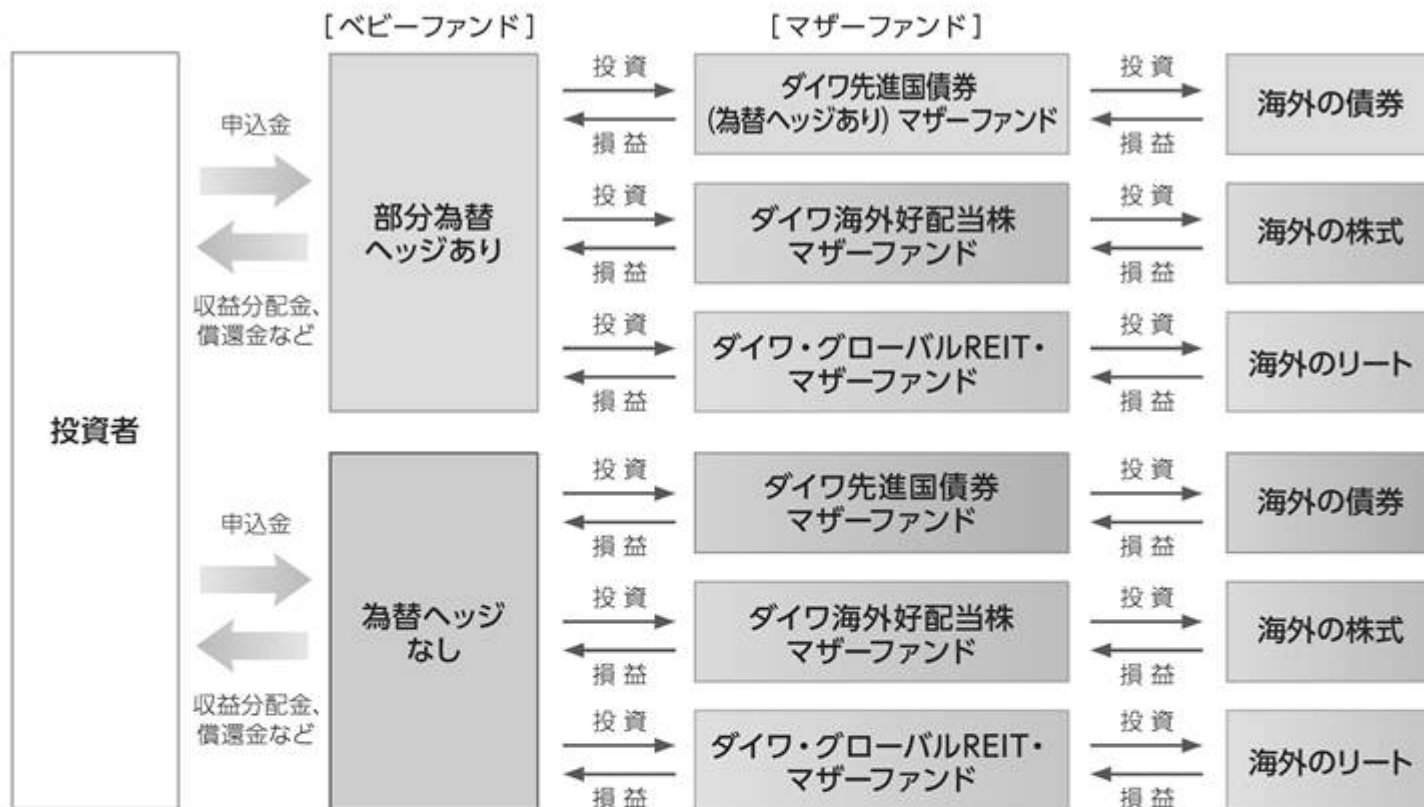 [ベビーファンド]
[マザーファンド]
投資者
申込金
収益分配金、
償還金など
部分為替
ヘッジあり
投資
損益
ダイワ先進国債券
(為替ヘッジあり) マザーファンド
投資
損益
海外の債券
投資
損益
ダイワ海外好配当株
マザーファンド
投資
損益
海外の株式
投資
損益
ダイワ・グローバルREIT・
マザーファンド
投資
損益
海外のリート
申込金
収益分配金、
償還金など
為替ヘッジ
なし
投資
損益
ダイワ先進国債券
マザーファンド
投資
損益
海外の債券
投資
損益
ダイワ海外好配当株
マザーファンド
投資
損益
海外の株式
投資
損益
ダイワ・グローバルREIT・
マザーファンド
投資
損益
海外のリート